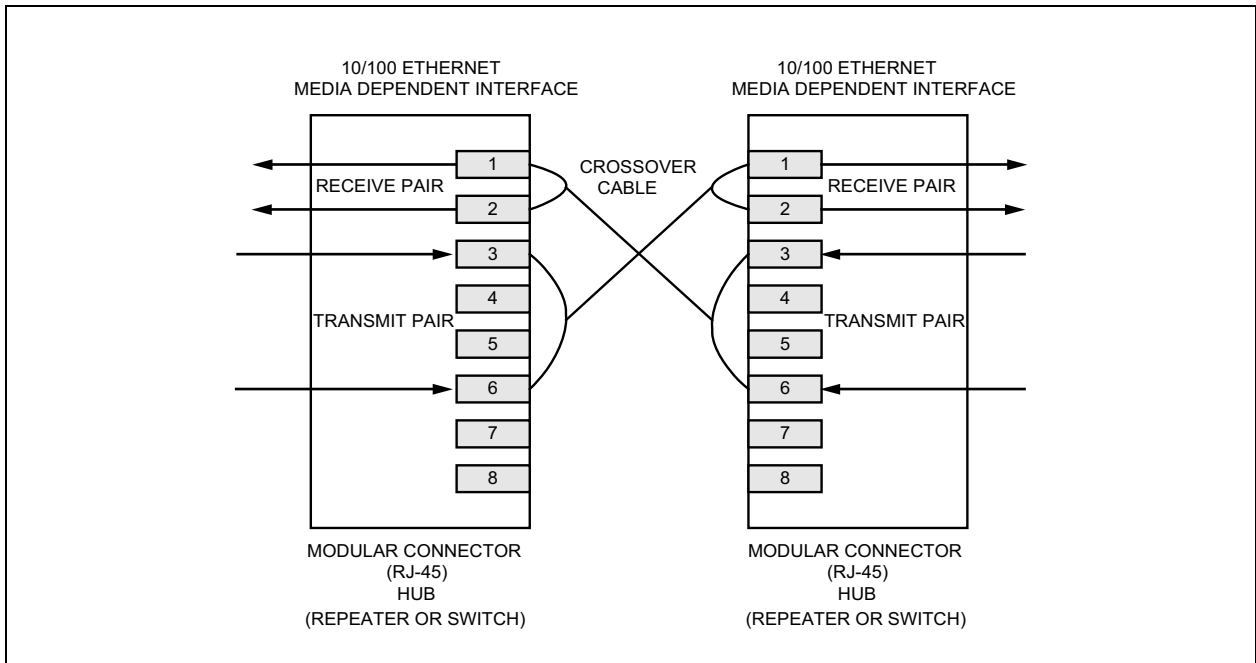 10/100 ETHERNET
MEDIA DEPENDENT INTERFACE
10/100 ETHERNET
MEDIA DEPENDENT INTERFACE
1
RECEIVE PAIR
2
3
4
TRANSMIT PAIR
5
6
7
8
CROSSOVER
CABLE
1
RECEIVE PAIR
2
3
4
TRANSMIT PAIR
5
6
7
8
MODULAR CONNECTOR
(RJ-45)
HUB
(REPEATER OR SWITCH)
MODULAR CONNECTOR
(RJ-45)
HUB
(REPEATER OR SWITCH)